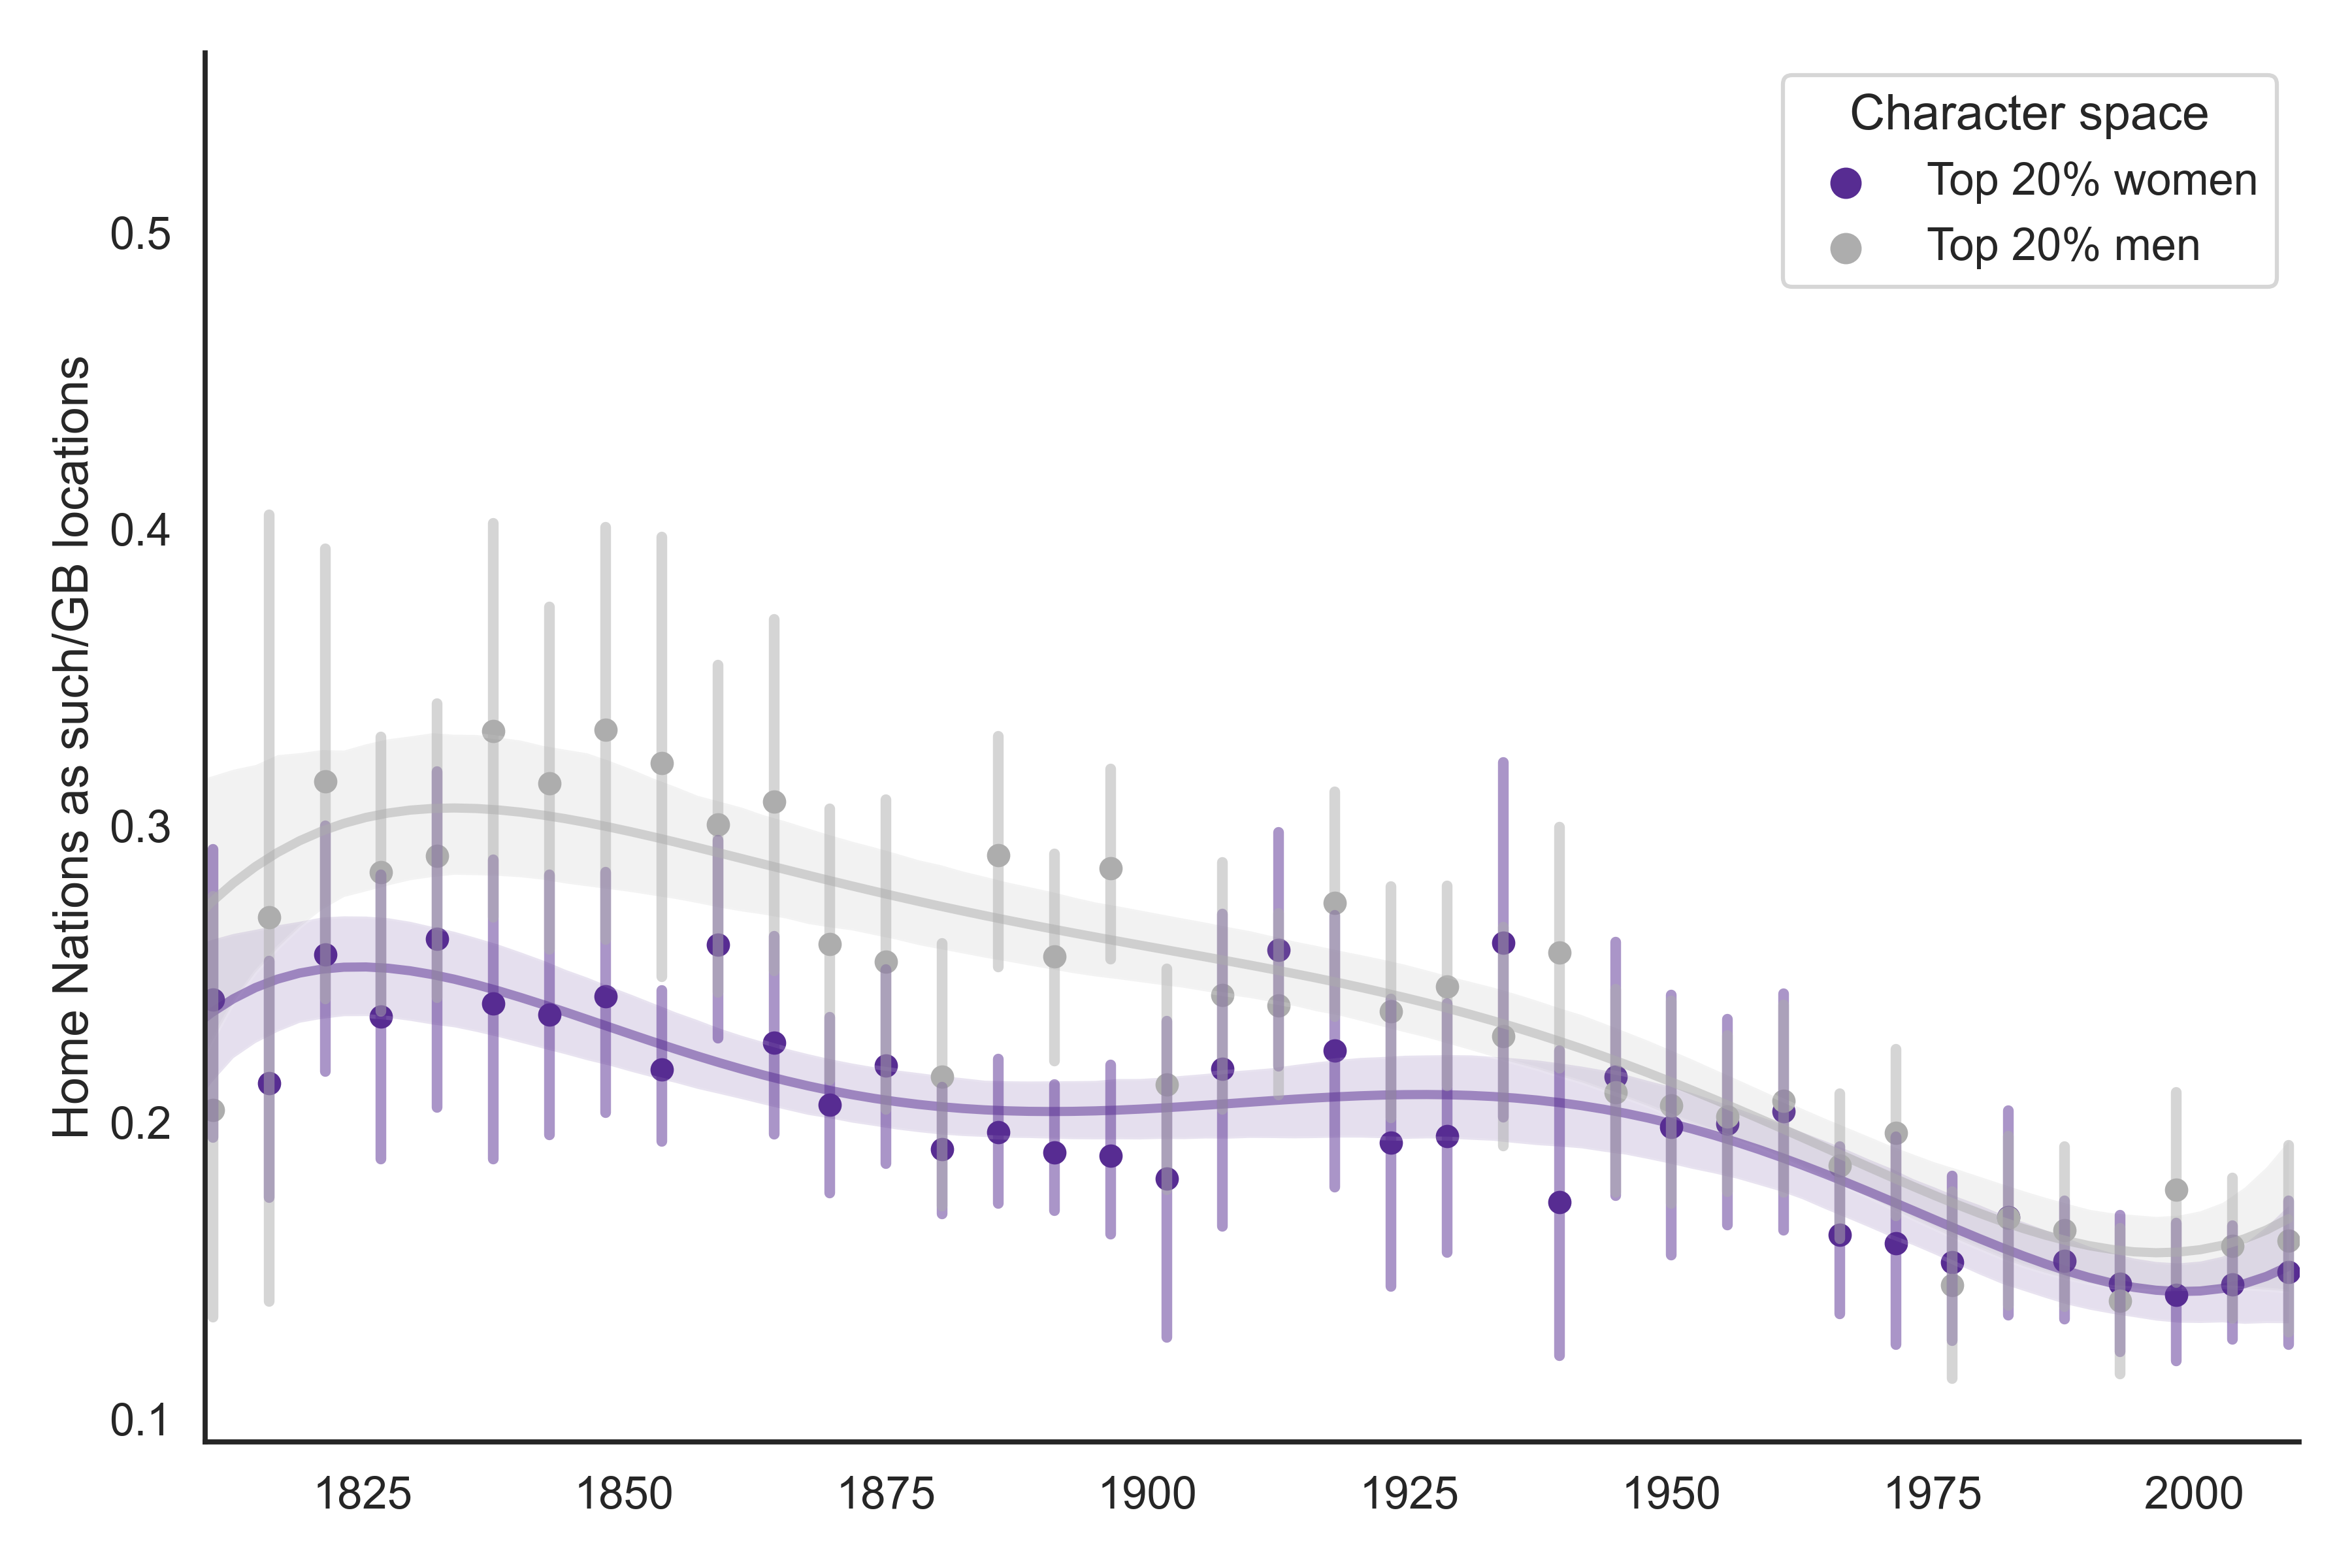 Character space
Top 20% women
Top 20% men
Home Nations as such/GB locations
0.5
0.4
0.3
0.2
0.1
1825 1850 1875 1900 1925 1950 1975 2000